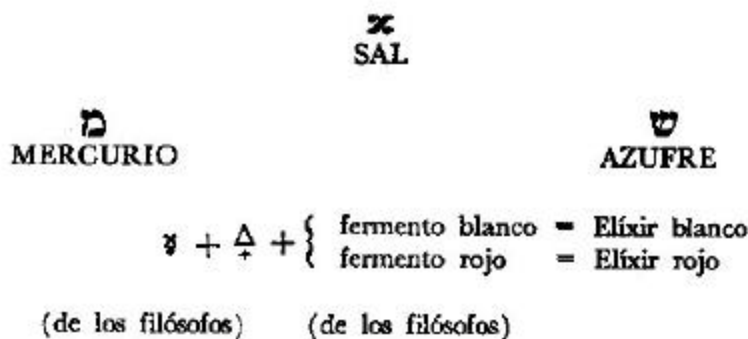 א
SAL
מ
MERCURIO
ש
AZUFRE
☿ + 🜍 + { fermento blanco = Elíxir blanco
fermento rojo = Elíxir rojo
(de los filósofos) (de los filósofos)